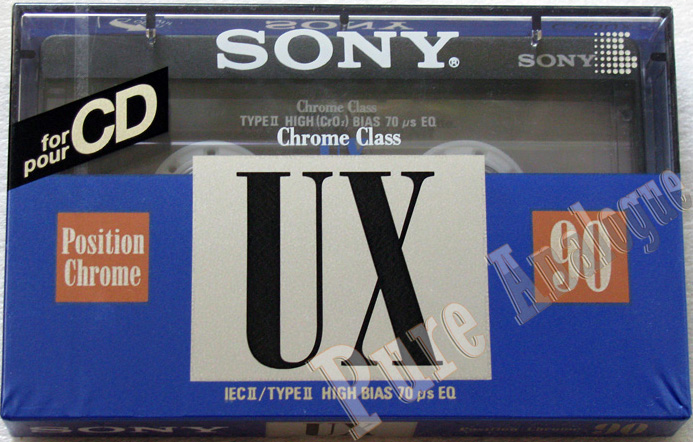 SONY®
SONY
for
pour CD
Chrome Class
TYPE II HIGH (CrO₂) BIAS 70 µs EQ
Chrome Class
UX
Position
Chrome
90
IEC II / TYPE II HIGH BIAS 70 µs EQ
Pure Analogue
SONY
UX
Position Chrome 90